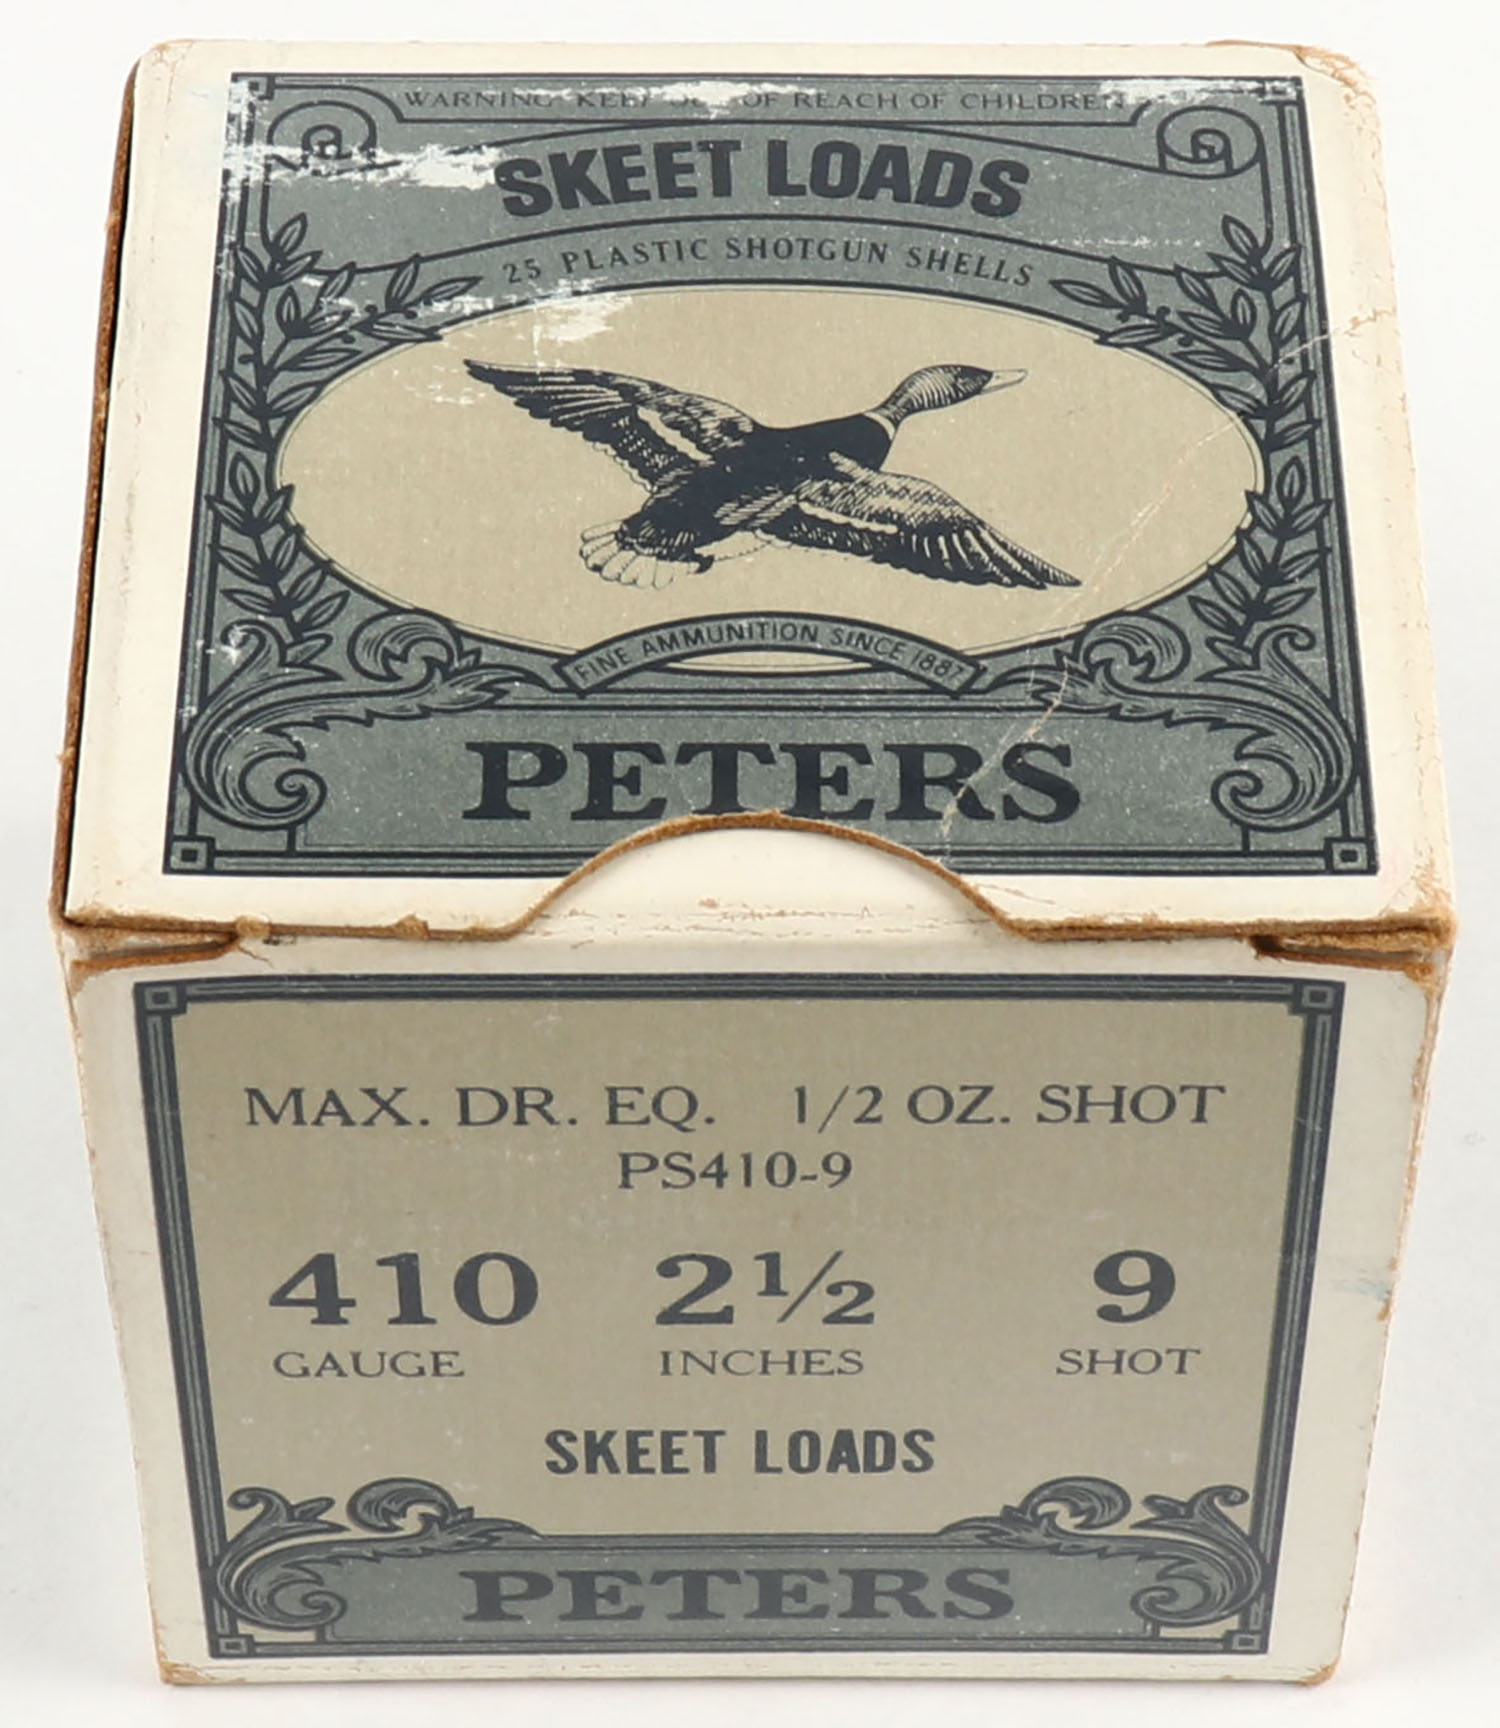 WARNING KEEP OUT OF REACH OF CHILDREN
SKEET LOADS
25 PLASTIC SHOTGUN SHELLS
FINE AMMUNITION SINCE 1887
PETERS
MAX. DR. EQ. 1/2 OZ. SHOT
PS410-9
410 2½ 9
GAUGE INCHES SHOT
SKEET LOADS
PETERS